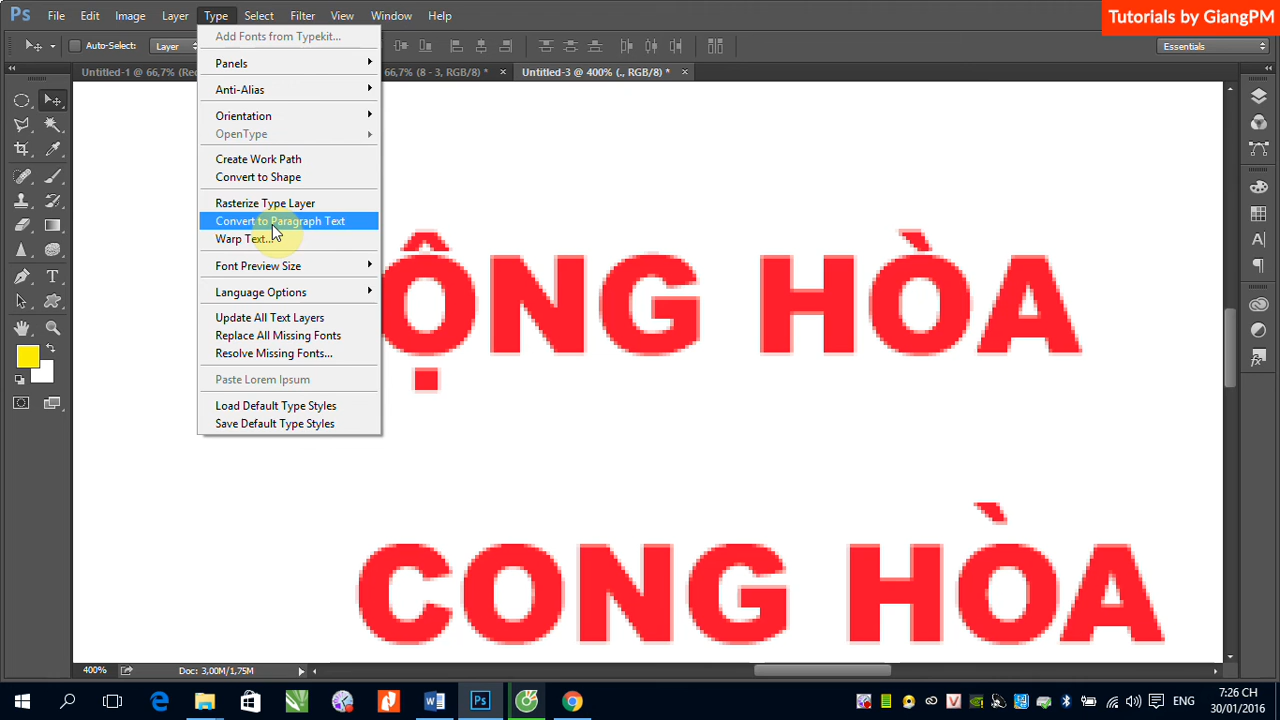 Ps File Edit Image Layer Type Select Filter View Window Help
Tutorials by GiangPM
Auto-Select: Layer
Essentials
Untitled-1 @ 66,7% (Re
66,7% (8 - 3, RGB/8) *
Untitled-3 @ 400% (., RGB/8) *
Add Fonts from Typekit...
Panels
Anti-Alias
Orientation
OpenType
Create Work Path
Convert to Shape
Rasterize Type Layer
Convert to Paragraph Text
Warp Text...
Font Preview Size
Language Options
Update All Text Layers
Replace All Missing Fonts
Resolve Missing Fonts...
Paste Lorem Ipsum
Load Default Type Styles
Save Default Type Styles
ỘNG HÒA
CONG HÒA
400%
Doc: 3,00M/1,75M
ENG
7:26 CH
30/01/2016